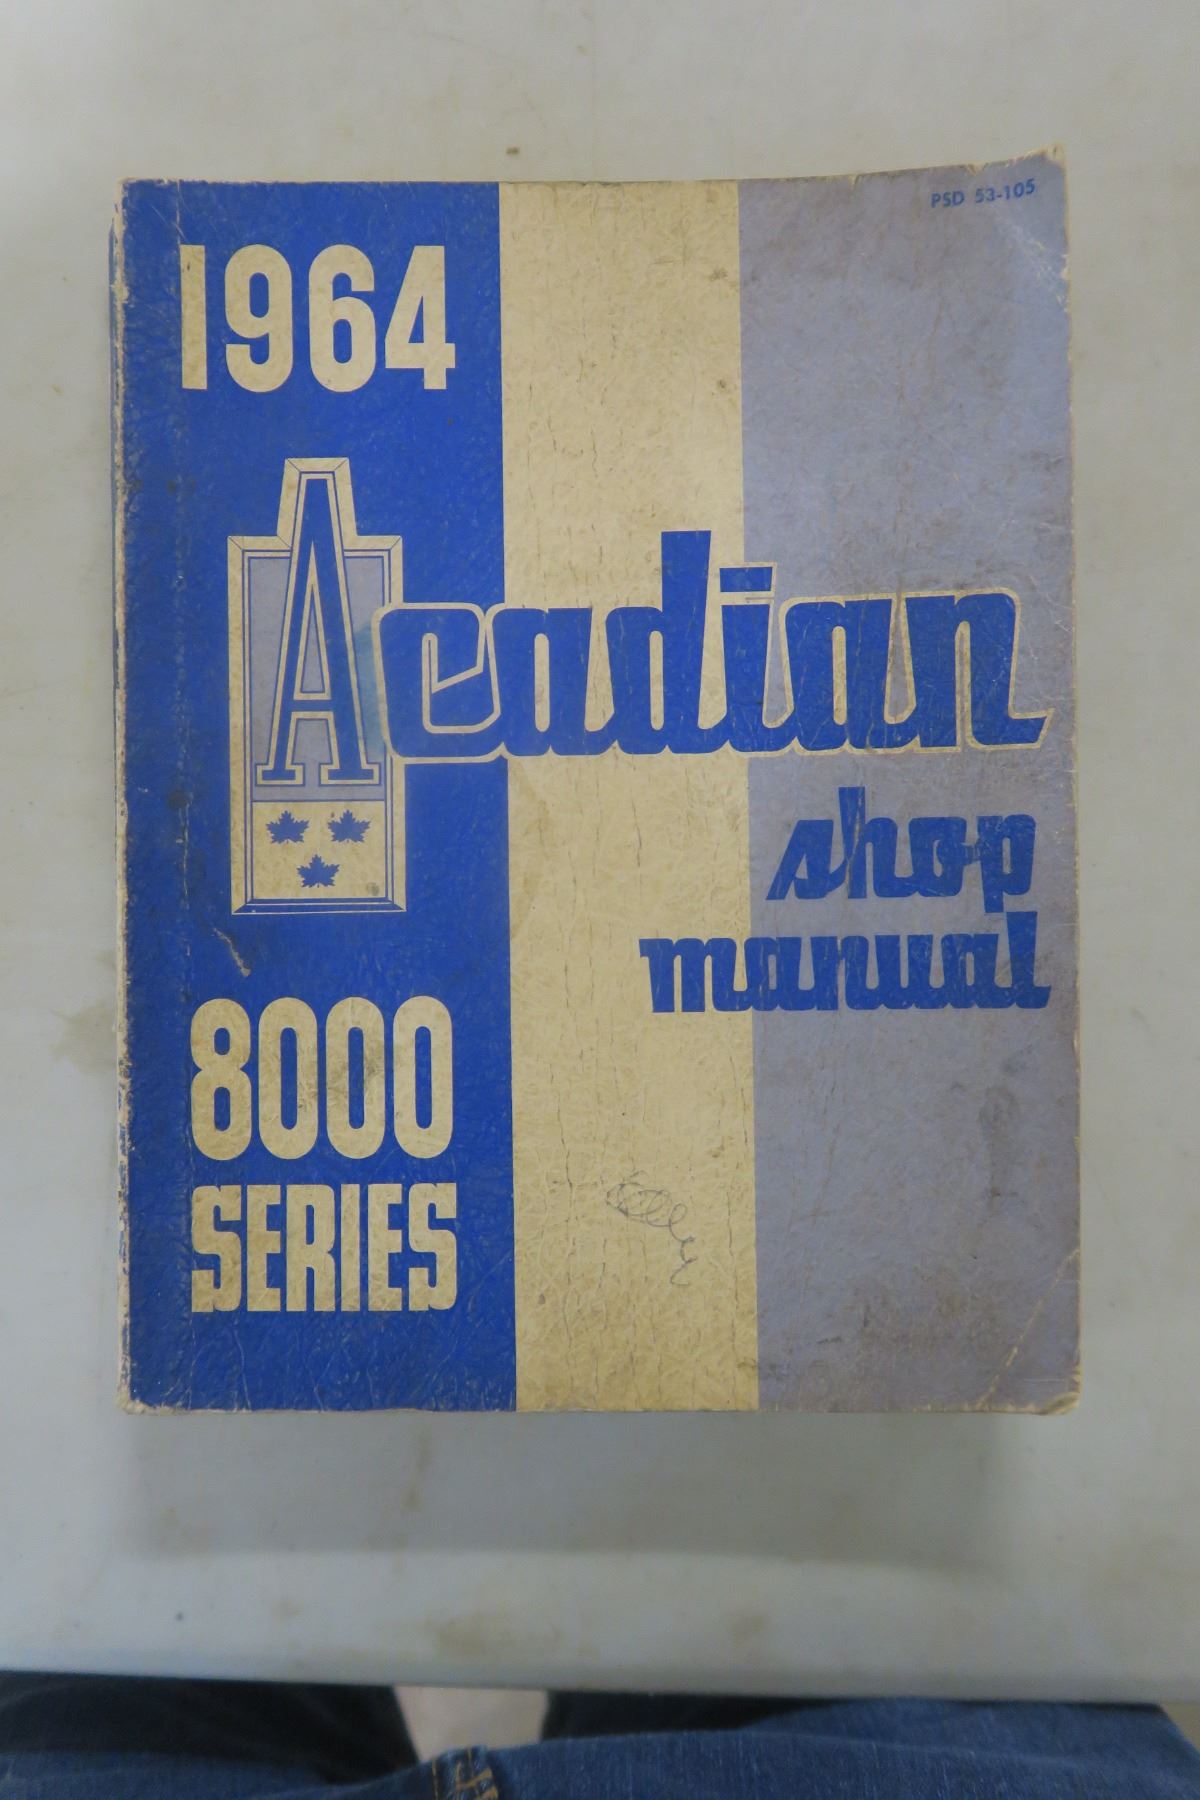 PSD 53-105
1964
Acadian
shop
manual
8000
SERIES